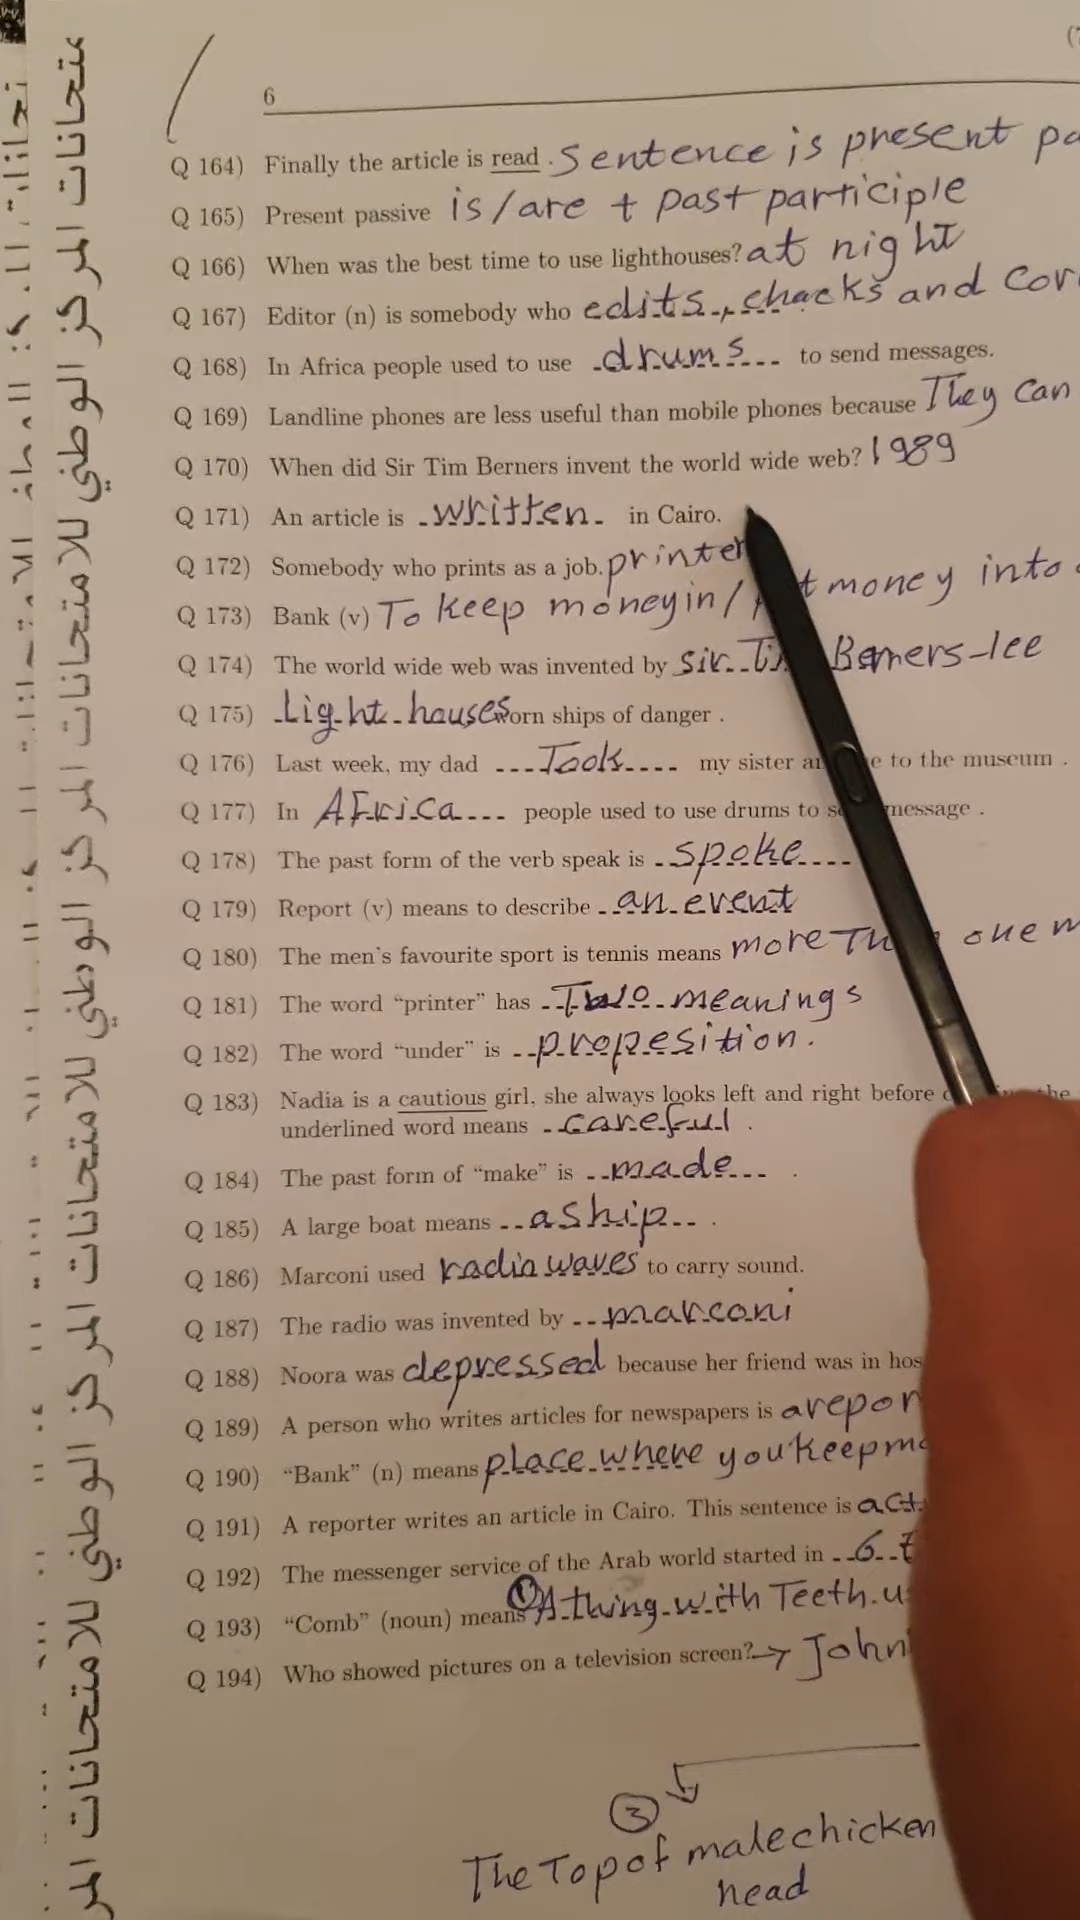 6
Q 164) Finally the article is read. Sentence is present
Q 165) Present passive is/are + past participle
Q 166) When was the best time to use lighthouses? at night
Q 167) Editor (n) is somebody who edits, chacks and
Q 168) In Africa people used to use drums to send messages.
Q 169) Landline phones are less useful than mobile phones because They can
Q 170) When did Sir Tim Berners invent the world wide web? 1989
Q 171) An article is written in Cairo.
Q 172) Somebody who prints as a job. printer
Q 173) Bank (v) To keep money in / money into
Q 174) The world wide web was invented by sir Berners-lee
Q 175) Light houses worn ships of danger .
Q 176) Last week, my dad Took my sister to the museum .
Q 177) In Africa people used to use drums to message .
Q 178) The past form of the verb speak is spoke
Q 179) Report (v) means to describe an event
Q 180) The men's favourite sport is tennis means more one
Q 181) The word "printer" has Two meanings
Q 182) The word "under" is propesition.
Q 183) Nadia is a cautious girl, she always looks left and right before the
underlined word means careful .
Q 184) The past form of "make" is made .
Q 185) A large boat means a ship .
Q 186) Marconi used radio waves to carry sound.
Q 187) The radio was invented by marconi
Q 188) Noora was depressed because her friend was in
Q 189) A person who writes articles for newspapers is a
Q 190) "Bank" (n) means place where you keep
Q 191) A reporter writes an article in Cairo. This sentence is
Q 192) The messenger service of the Arab world started in 6
Q 193) "Comb" (noun) means ① A thing with Teeth
Q 194) Who showed pictures on a television screen? → John
③
The Top of male chicken
head
المركز الوطني للامتحانات المركز الوطني للامتحانات